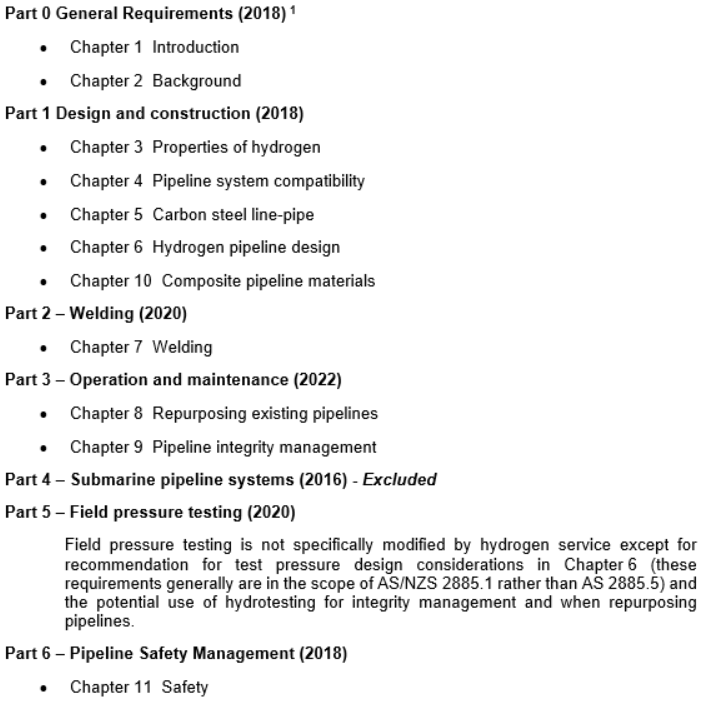 Part 0 General Requirements (2018) ¹
• Chapter 1 Introduction
• Chapter 2 Background
Part 1 Design and construction (2018)
• Chapter 3 Properties of hydrogen
• Chapter 4 Pipeline system compatibility
• Chapter 5 Carbon steel line-pipe
• Chapter 6 Hydrogen pipeline design
• Chapter 10 Composite pipeline materials
Part 2 – Welding (2020)
• Chapter 7 Welding
Part 3 – Operation and maintenance (2022)
• Chapter 8 Repurposing existing pipelines
• Chapter 9 Pipeline integrity management
Part 4 – Submarine pipeline systems (2016) - Excluded
Part 5 – Field pressure testing (2020)
Field pressure testing is not specifically modified by hydrogen service except for
recommendation for test pressure design considerations in Chapter 6 (these
requirements generally are in the scope of AS/NZS 2885.1 rather than AS 2885.5) and
the potential use of hydrotesting for integrity management and when repurposing
pipelines.
Part 6 – Pipeline Safety Management (2018)
• Chapter 11 Safety